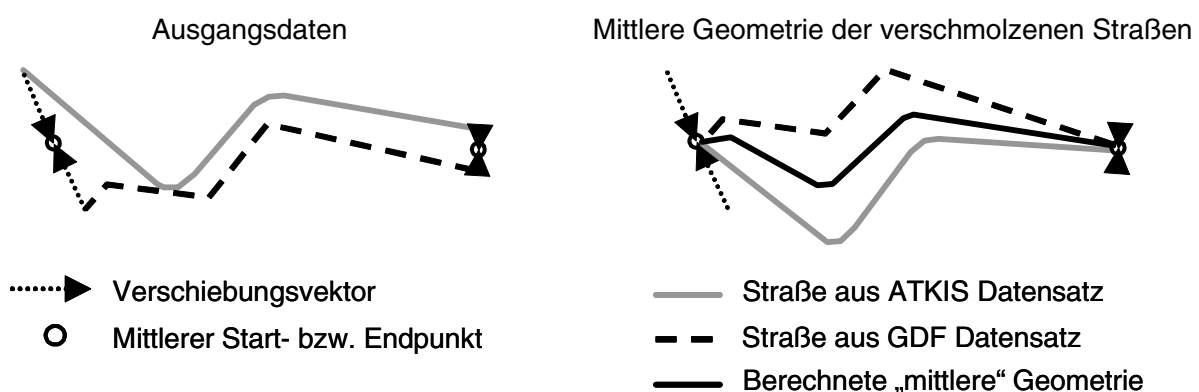 Ausgangsdaten
Mittlere Geometrie der verschmolzenen Straßen
Verschiebungsvektor
Mittlerer Start- bzw. Endpunkt
Straße aus ATKIS Datensatz
Straße aus GDF Datensatz
Berechnete „mittlere“ Geometrie